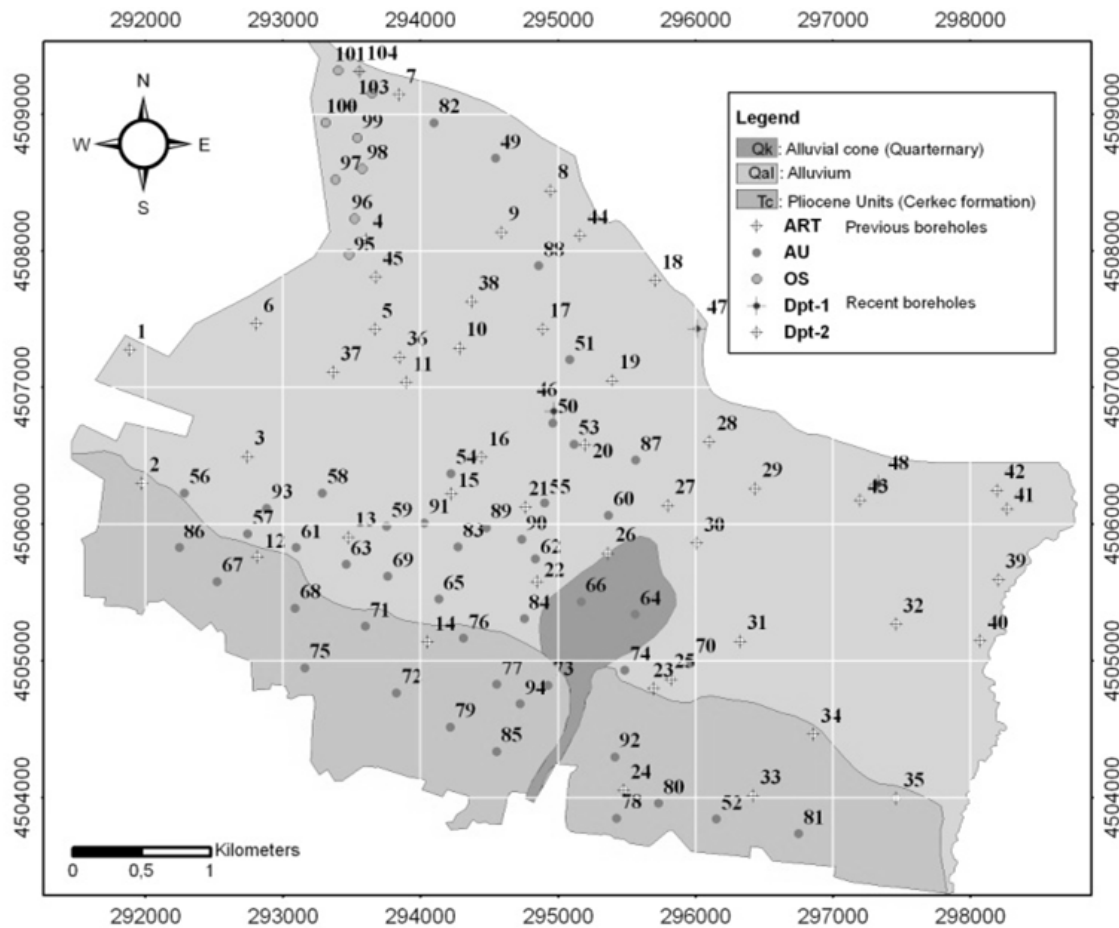 292000 293000 294000 295000 296000 297000 298000
101 104
103 7
4509000 100 82 4509000
N
99
W E
98 49
97 8
S
96 4 9 44
4508000 95 88 4508000
45 18
38
6 5 17 47
1 36 10
37 11 51
19
4507000 4507000
46
50
28
3 16 53
54 20 87
2 56 58 15 29 48 42
93 21 55 27 43 41
4506000 57 59 91 89 60 4506000
13 90 30
86 12 61 83 26
63 62 39
67 69 22
68 65 66 64
71 84 32
14 76 31 40
4505000 75 70 4505000
77 73 74 25
72 94 23
79 34
85 92
24 33 35
4504000 78 80 52 4504000
81
Legend
Qk : Alluvial cone (Quarternary)
Qal : Alluvium
Tc : Pliocene Units (Cerkec formation)
ART Previous boreholes
AU
OS
Dpt-1 Recent boreholes
Dpt-2
Kilometers
0 0,5 1
292000 293000 294000 295000 296000 297000 298000